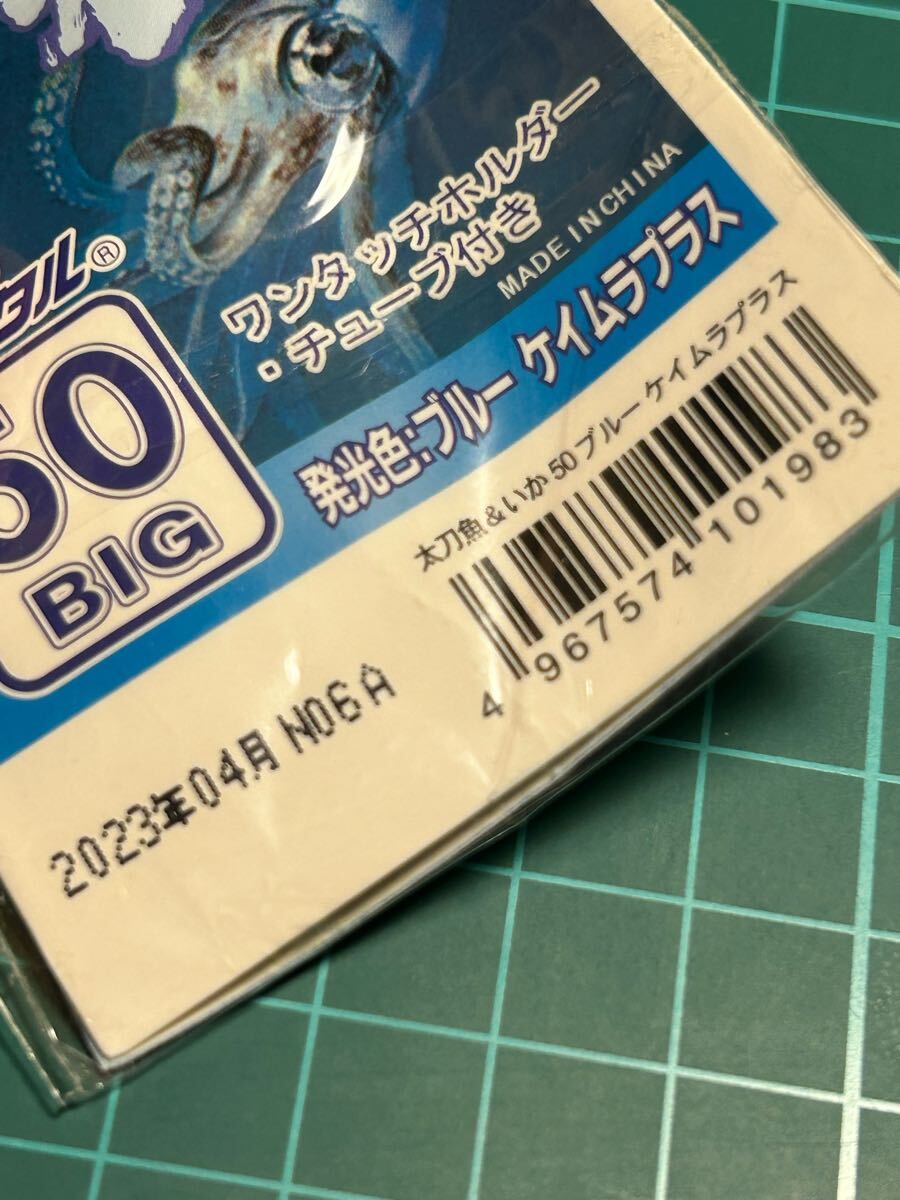 ワンタッチホルダー
・チューブ付き
MADE IN CHINA
タル®
50
BIG
発光色:ブルー ケイムラプラス
太刀魚&いか50ブルーケイムラプラス
4 967574 101983
2023年04月 N06A